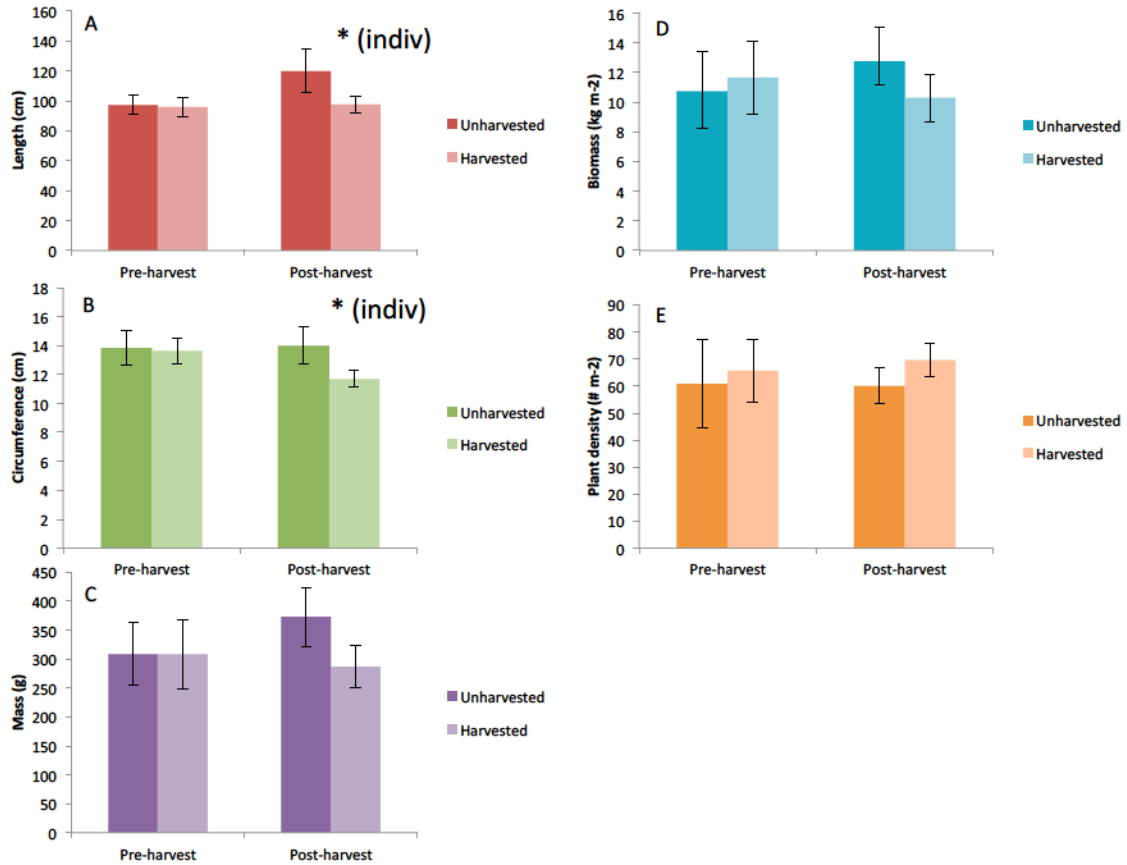 A
* (indiv)
Length (cm)
160
140
120
100
80
60
40
20
0
Pre-harvest Post-harvest
Unharvested
Harvested
B
* (indiv)
Circumference (cm)
18
16
14
12
10
8
6
4
2
0
Pre-harvest Post-harvest
Unharvested
Harvested
C
Mass (g)
450
400
350
300
250
200
150
100
50
0
Pre-harvest Post-harvest
Unharvested
Harvested
D
Biomass (kg m-2)
16
14
12
10
8
6
4
2
0
Pre-harvest Post-harvest
Unharvested
Harvested
E
Plant density (# m-2)
90
80
70
60
50
40
30
20
10
0
Pre-harvest Post-harvest
Unharvested
Harvested